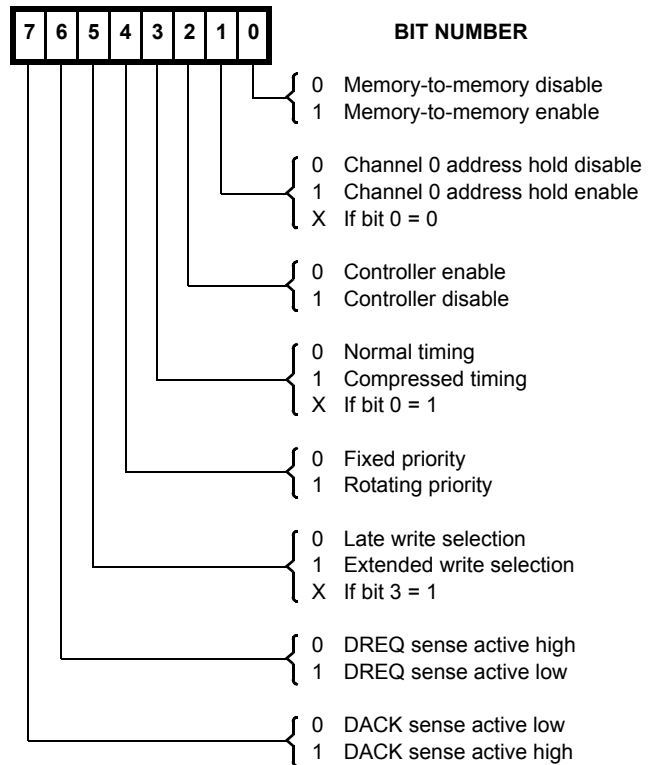 7 6 5 4 3 2 1 0 BIT NUMBER
0 Memory-to-memory disable
1 Memory-to-memory enable
0 Channel 0 address hold disable
1 Channel 0 address hold enable
X If bit 0 = 0
0 Controller enable
1 Controller disable
0 Normal timing
1 Compressed timing
X If bit 0 = 1
0 Fixed priority
1 Rotating priority
0 Late write selection
1 Extended write selection
X If bit 3 = 1
0 DREQ sense active high
1 DREQ sense active low
0 DACK sense active low
1 DACK sense active high